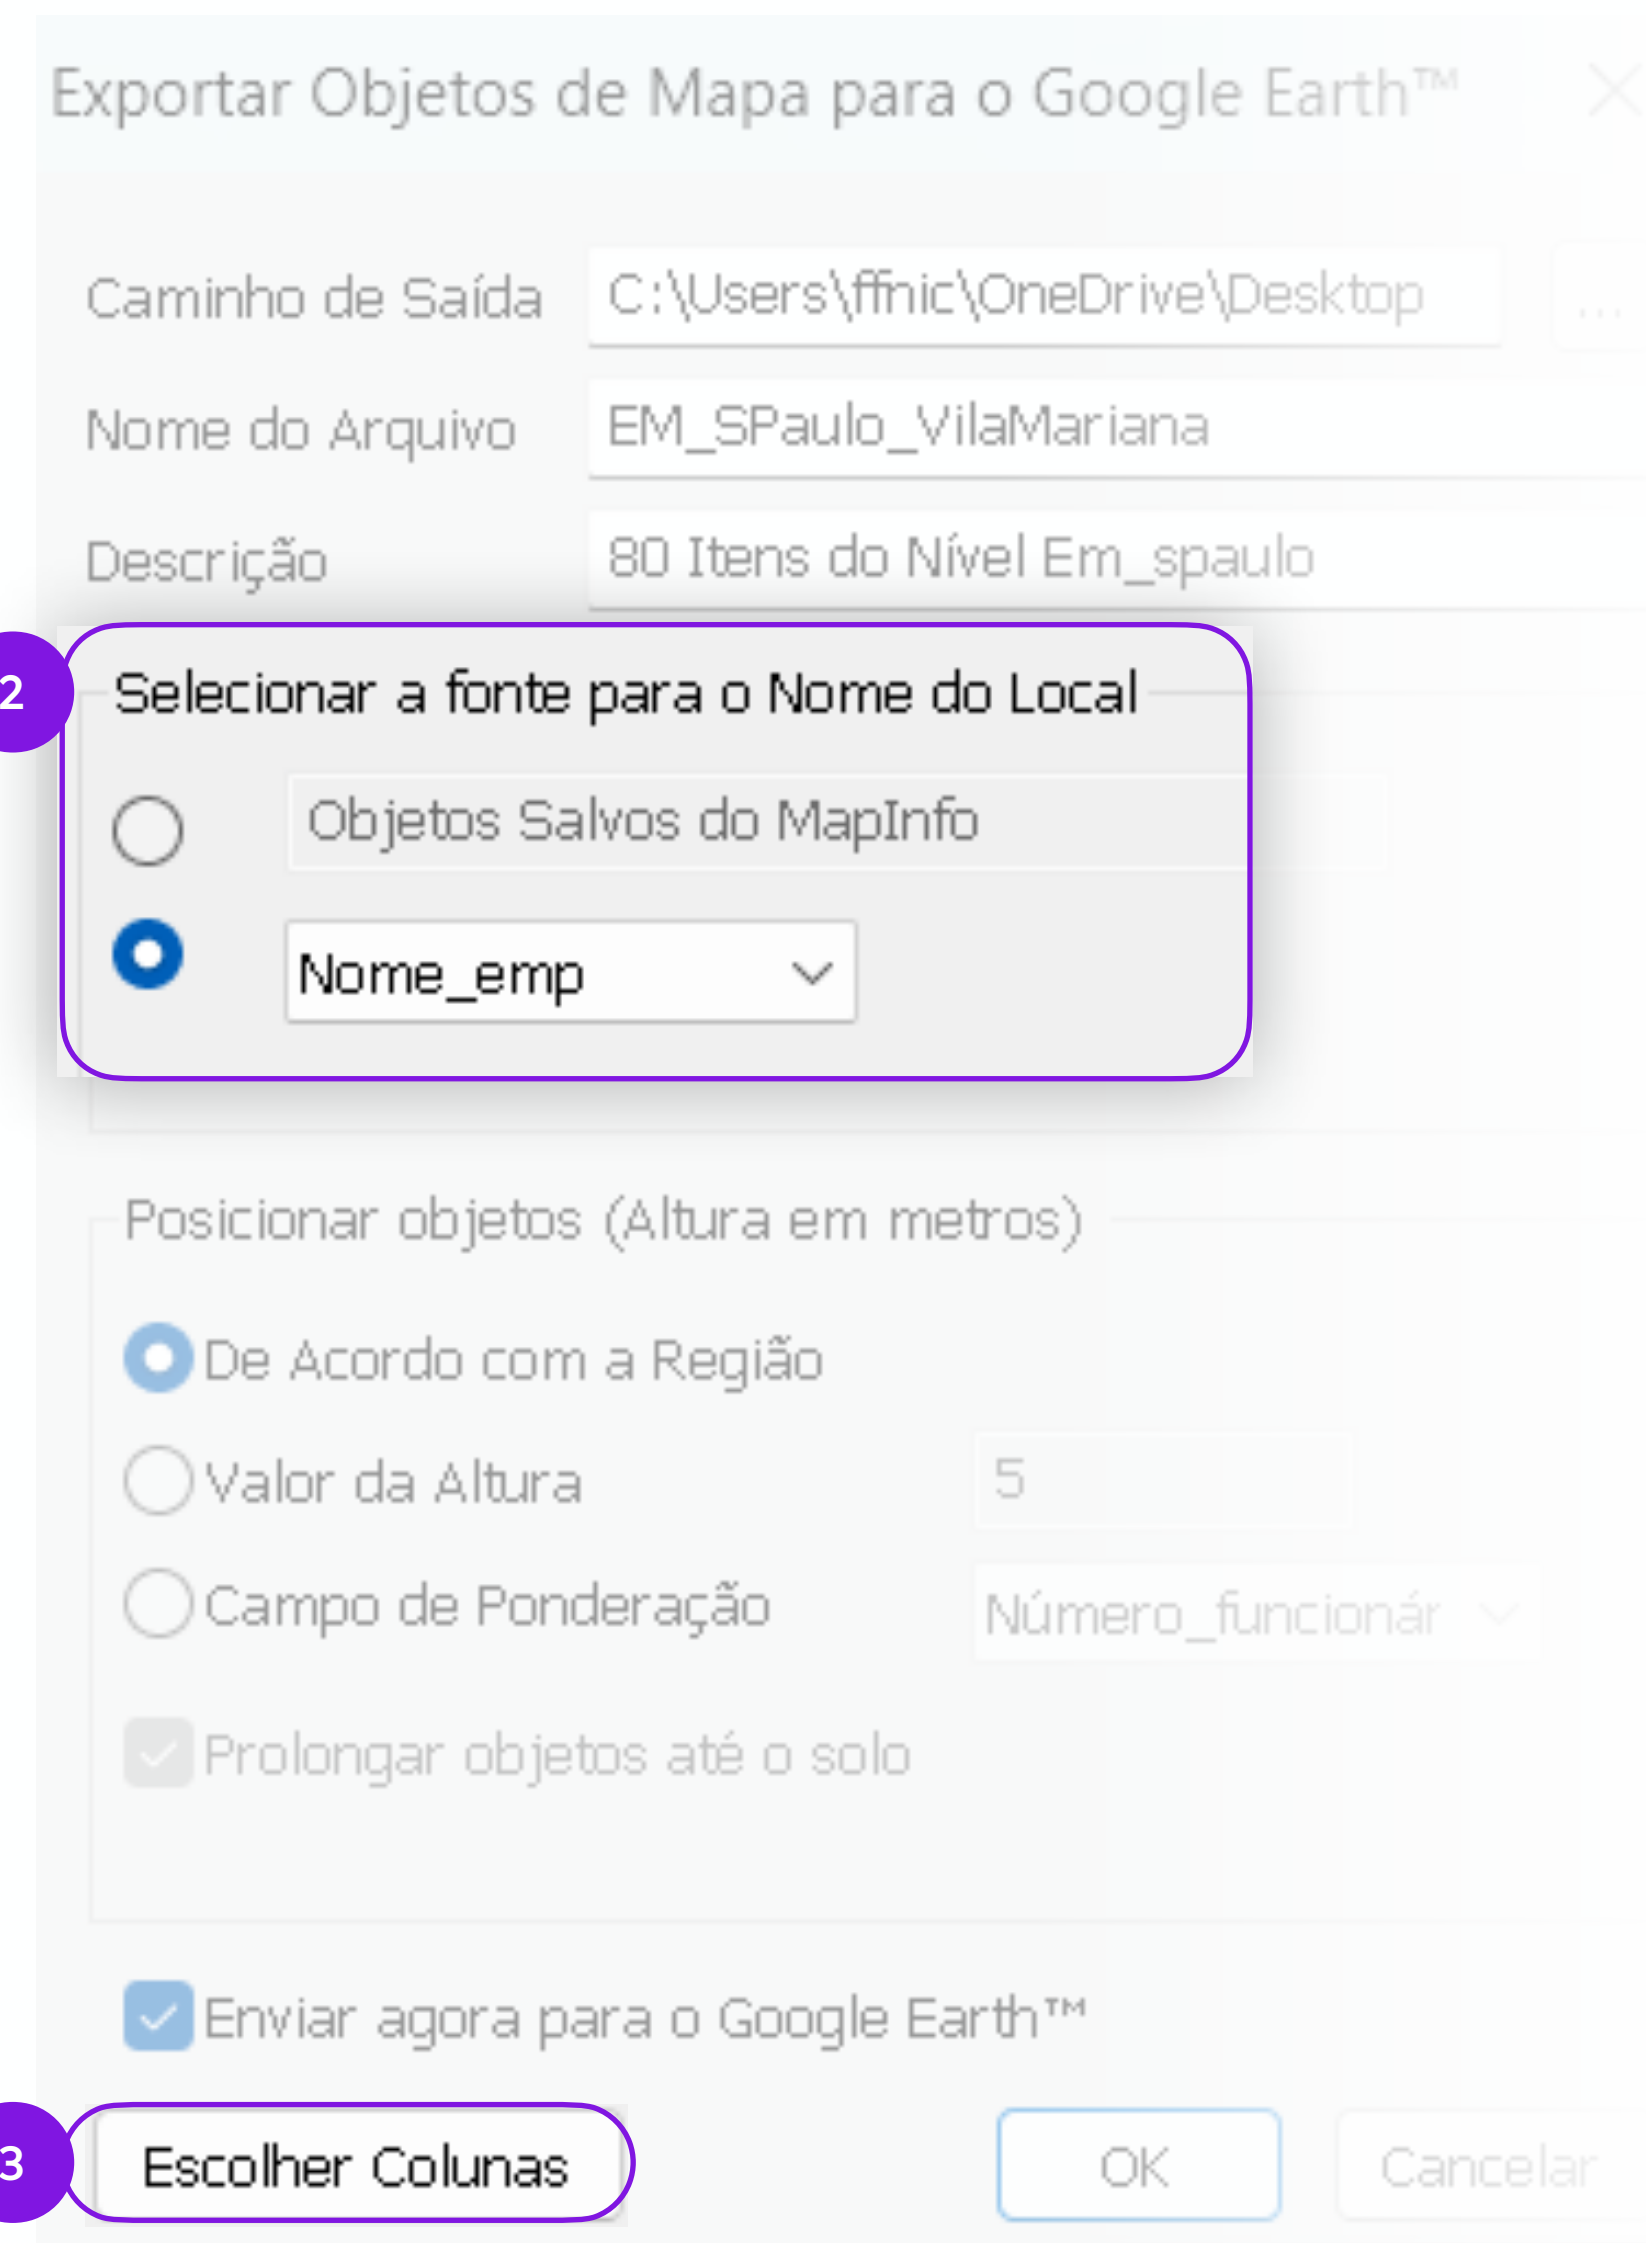 Exportar Objetos de Mapa para o Google Earth™
Caminho de Saída C:\Users\ffnic\OneDrive\Desktop ...
Nome do Arquivo EM_SPaulo_VilaMariana
Descrição 80 Itens do Nível Em_spaulo
2 Selecionar a fonte para o Nome do Local
Objetos Salvos do MapInfo
Nome_emp
Posicionar objetos (Altura em metros)
De Acordo com a Região
Valor da Altura 5
Campo de Ponderação Número_funcionár
Prolongar objetos até o solo
Enviar agora para o Google Earth™
3 Escolher Colunas OK Cancelar